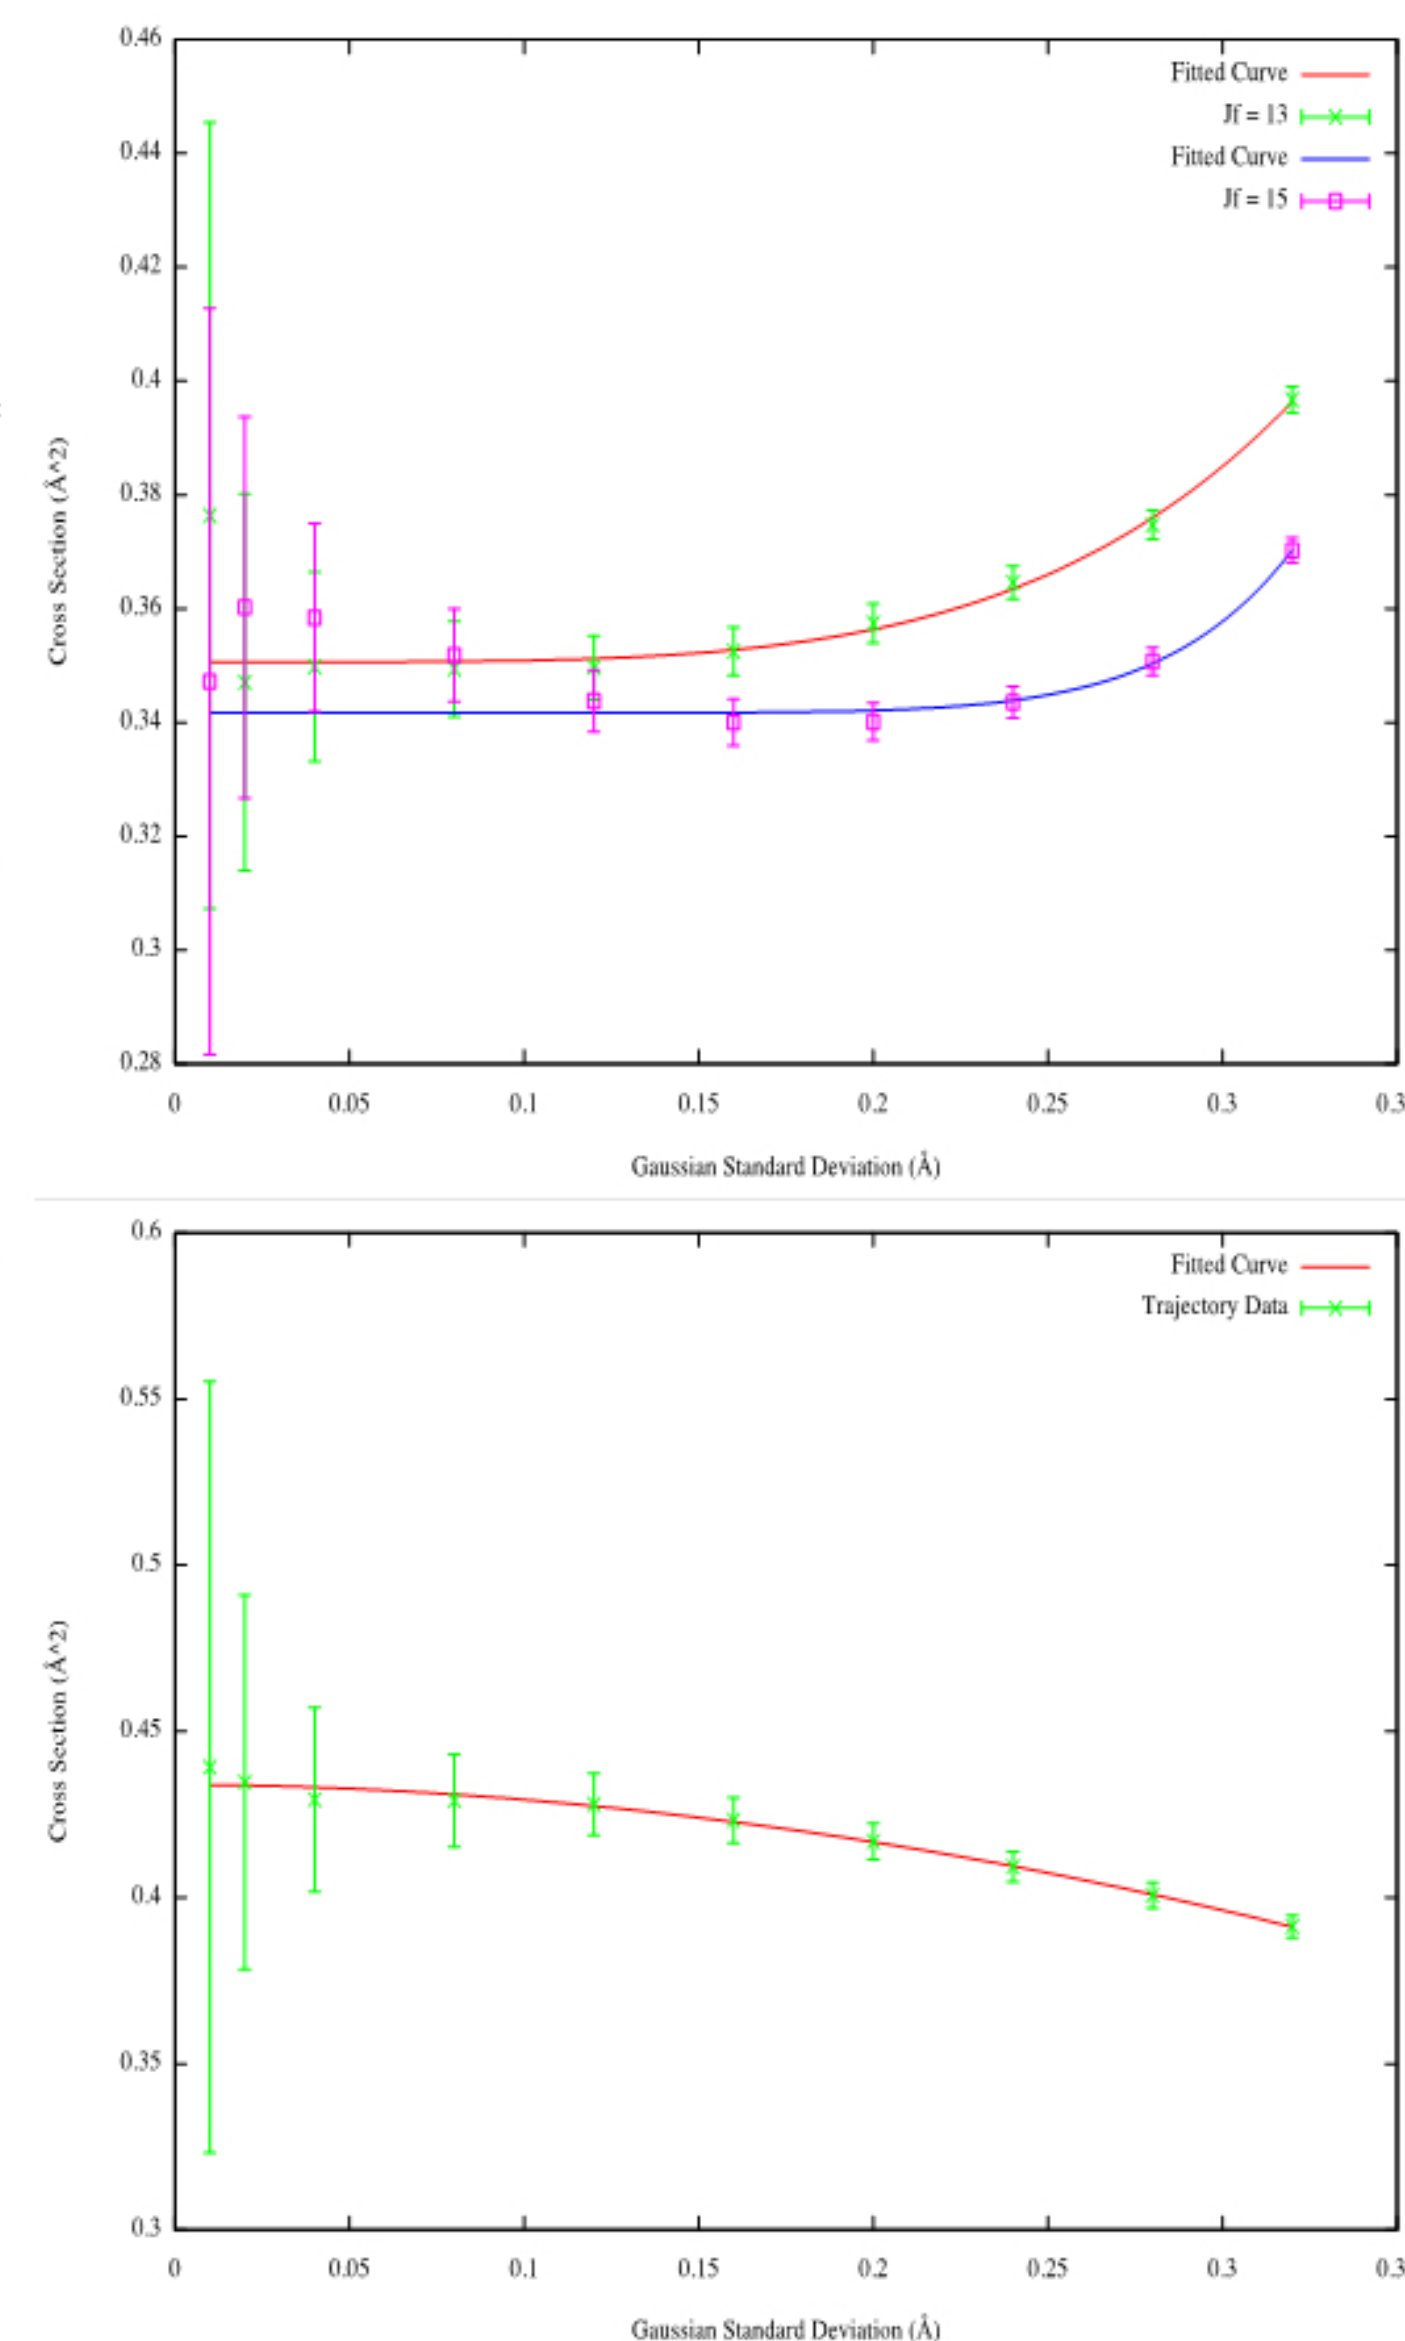 0.46
0.44
0.42
0.4
0.38
0.36
0.34
0.32
0.3
0.28
Cross Section (Å^2)
Fitted Curve
Jf = 13
Fitted Curve
Jf = 15
0 0.05 0.1 0.15 0.2 0.25 0.3 0.3
Gaussian Standard Deviation (Å)
0.6
0.55
0.5
0.45
0.4
0.35
0.3
Cross Section (Å^2)
Fitted Curve
Trajectory Data
0 0.05 0.1 0.15 0.2 0.25 0.3 0.3
Gaussian Standard Deviation (Å)